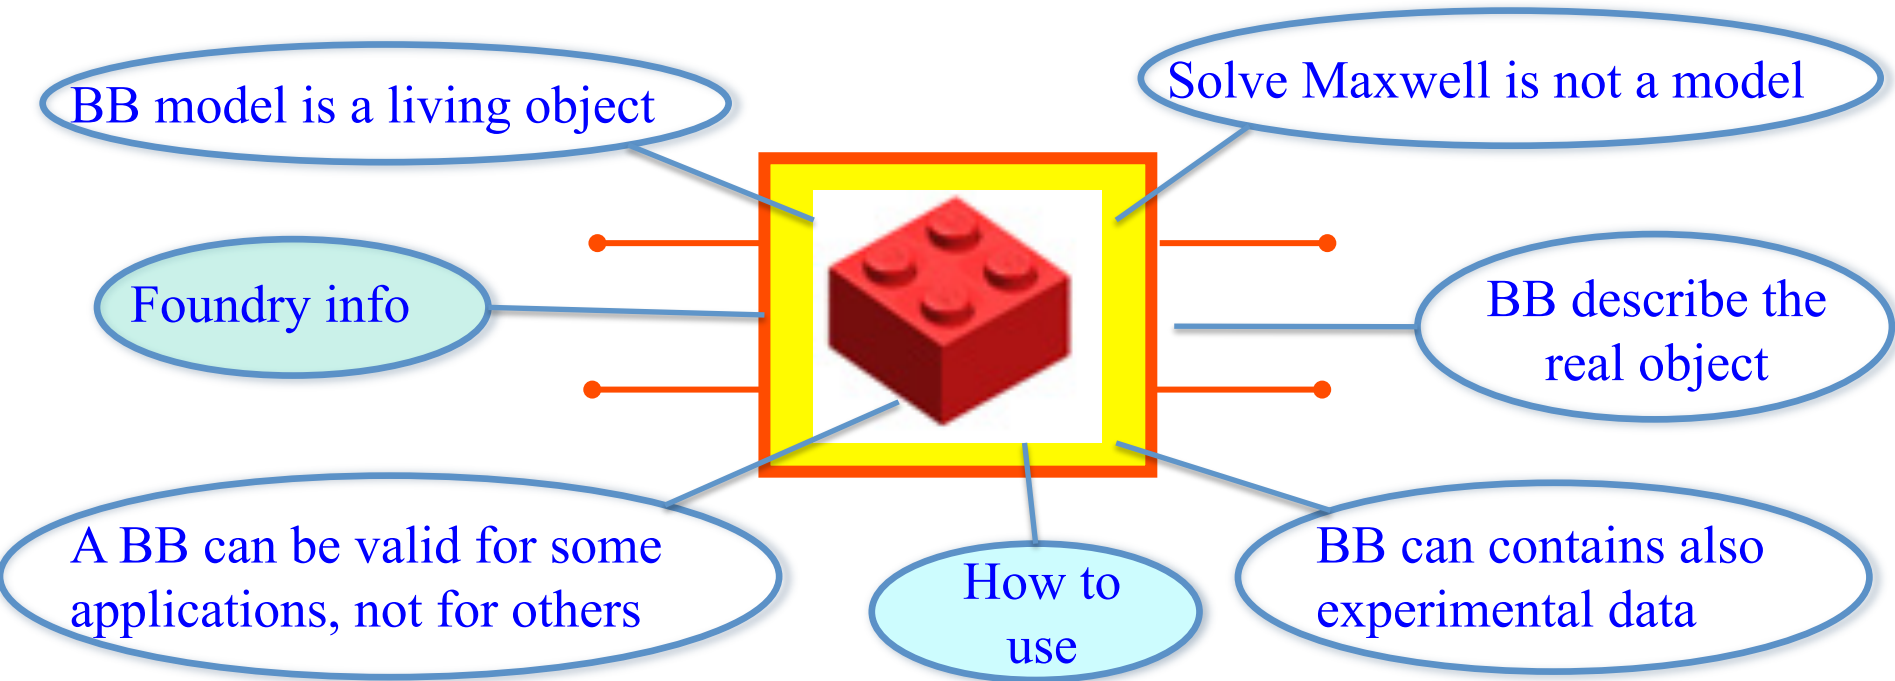 BB model is a living object
Solve Maxwell is not a model
Foundry info
BB describe the
real object
A BB can be valid for some
applications, not for others
How to
use
BB can contains also
experimental data